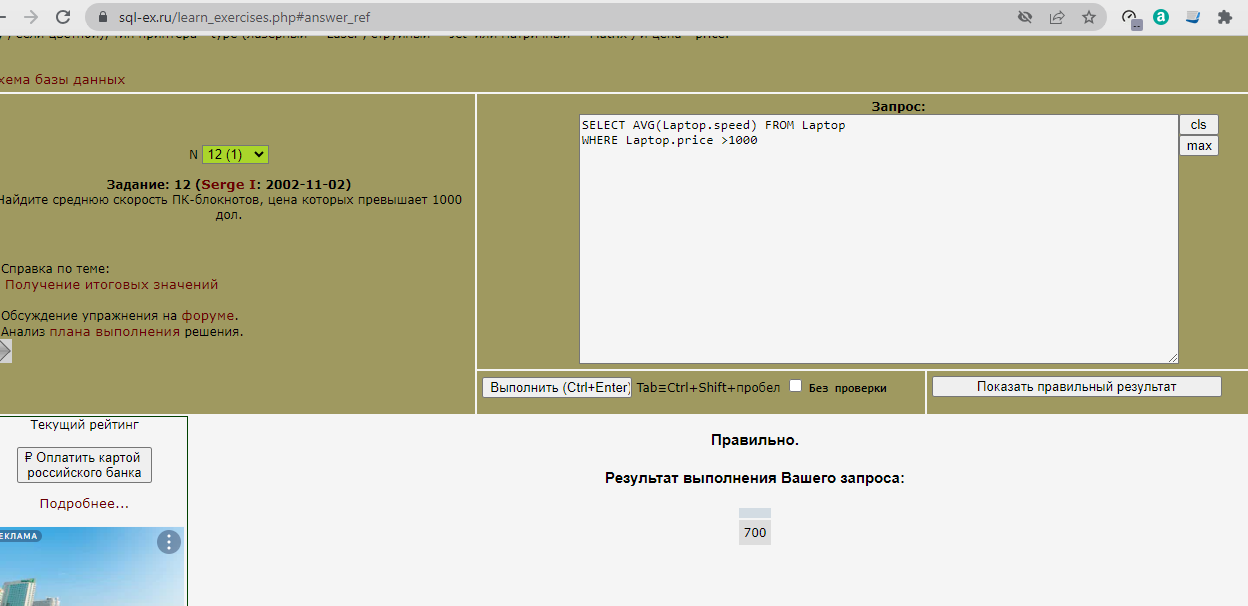 sql-ex.ru/learn_exercises.php#answer_ref
хема базы данных
Запрос:
SELECT AVG(Laptop.speed) FROM Laptop
WHERE Laptop.price >1000
cls
max
N 12 (1)
Задание: 12 (Serge I: 2002-11-02)
Найдите среднюю скорость ПК-блокнотов, цена которых превышает 1000
дол.
Справка по теме:
Получение итоговых значений
Обсуждение упражнения на форуме.
Анализ плана выполнения решения.
Выполнить (Ctrl+Enter) Tab≡Ctrl+Shift+пробел Без проверки
Показать правильный результат
Текущий рейтинг
₽ Оплатить картой
российского банка
Подробнее...
ЕКЛАМА
Правильно.
Результат выполнения Вашего запроса:
700